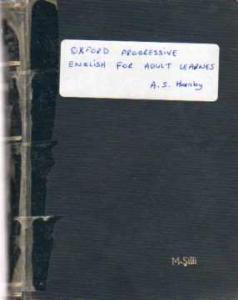 OXFORD PROGRESSIVE
ENGLISH FOR ADULT LEARNES
A.S. Hornby
M.Şilli